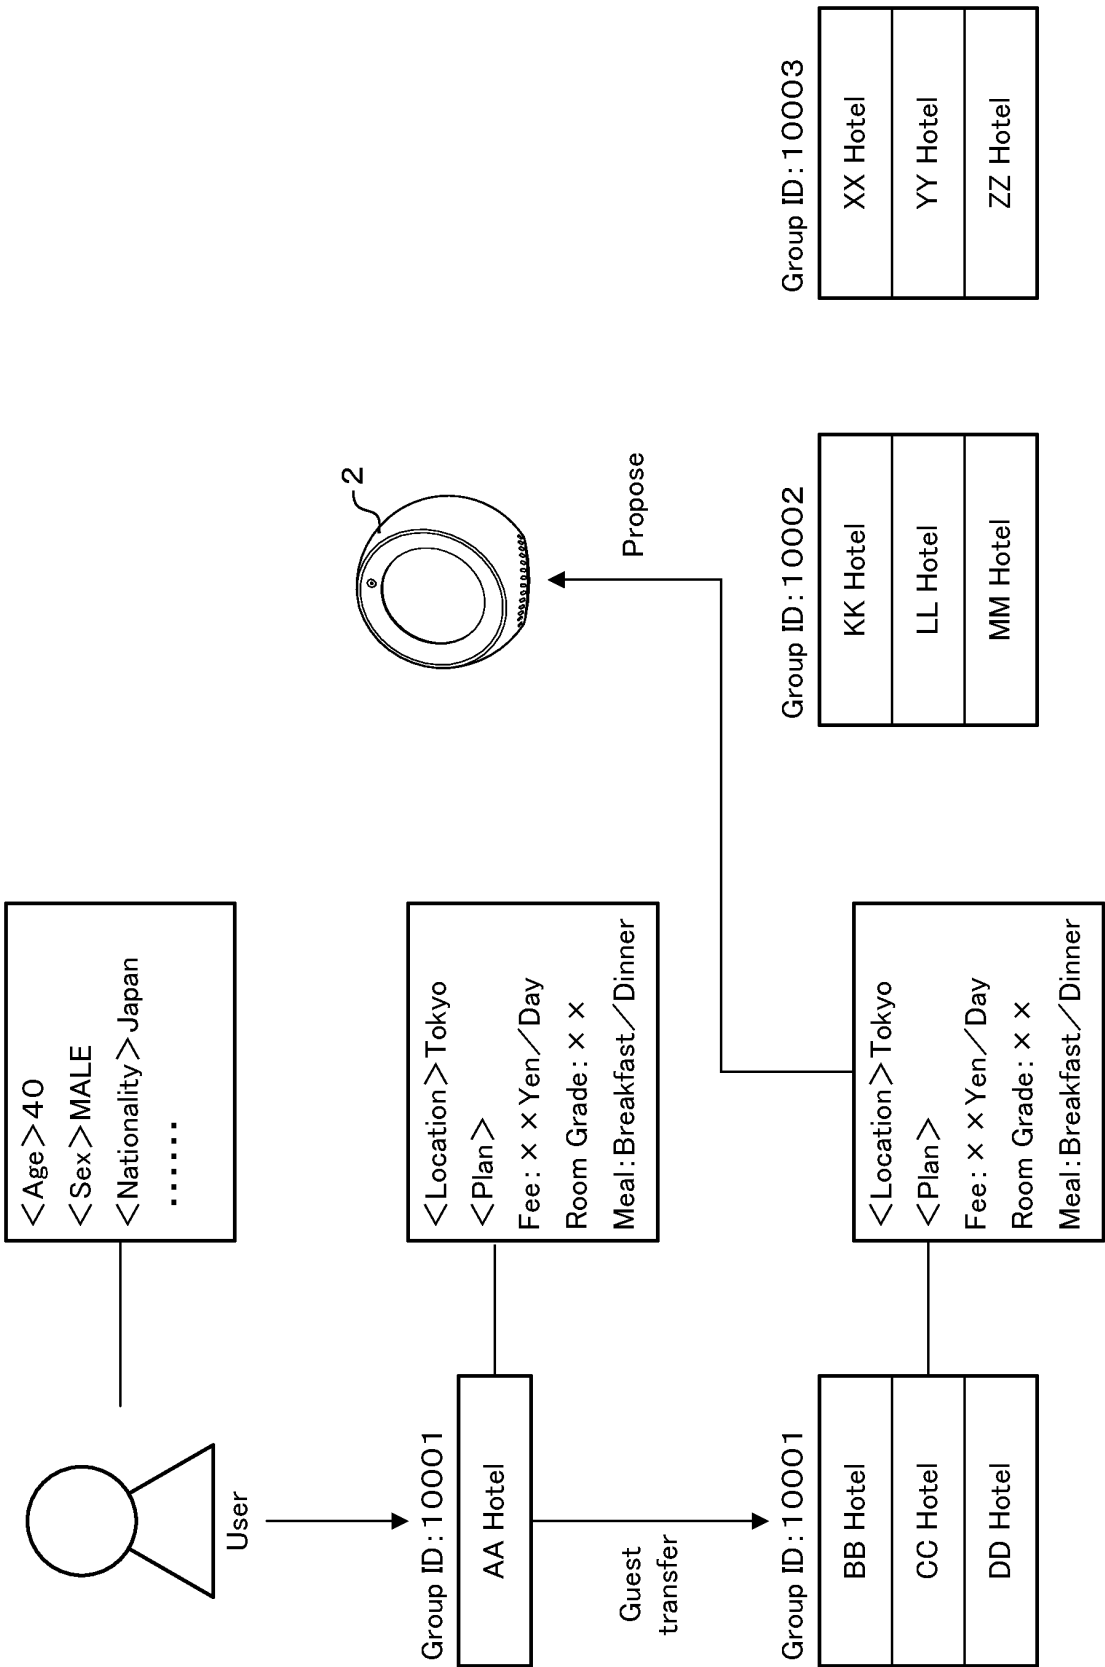 User
<Age>40
<Sex>MALE
<Nationality>Japan
......
Group ID:10001
AA Hotel
<Location>Tokyo
<Plan>
Fee:××Yen/Day
Room Grade:××
Meal:Breakfast/Dinner
2
Guest
transfer
Propose
Group ID:10001
BB Hotel
CC Hotel
DD Hotel
<Location>Tokyo
<Plan>
Fee:××Yen/Day
Room Grade:××
Meal:Breakfast/Dinner
Group ID:10002
KK Hotel
LL Hotel
MM Hotel
Group ID:10003
XX Hotel
YY Hotel
ZZ Hotel